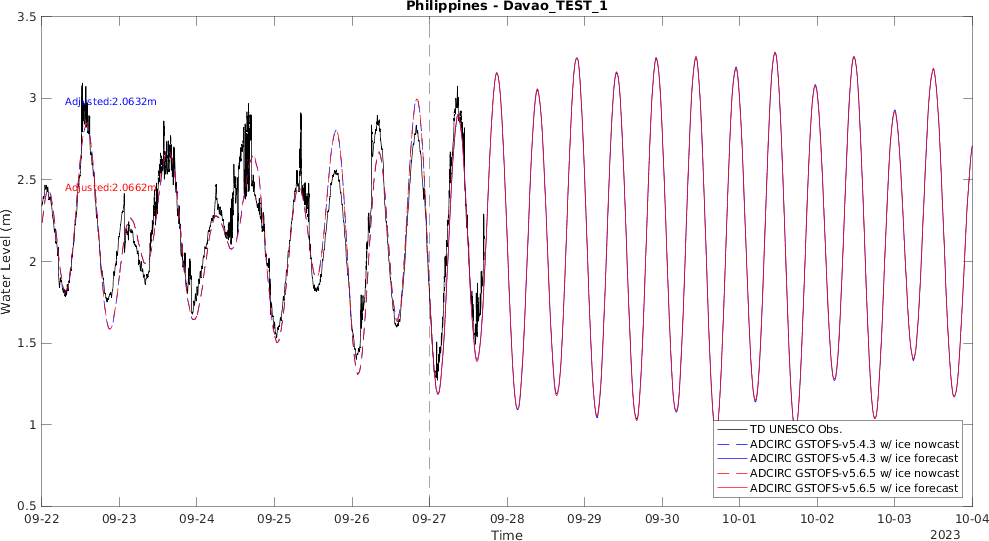 Philippines - Davao_TEST_1
3.5
3
2.5
2
1.5
1
0.5
Water Level (m)
Adjusted:2.0632m
Adjusted:2.0662m
TD UNESCO Obs.
ADCIRC GSTOFS-v5.4.3 w/ ice nowcast
ADCIRC GSTOFS-v5.4.3 w/ ice forecast
ADCIRC GSTOFS-v5.6.5 w/ ice nowcast
ADCIRC GSTOFS-v5.6.5 w/ ice forecast
09-22 09-23 09-24 09-25 09-26 09-27 09-28 09-29 09-30 10-01 10-02 10-03 10-04
Time
2023